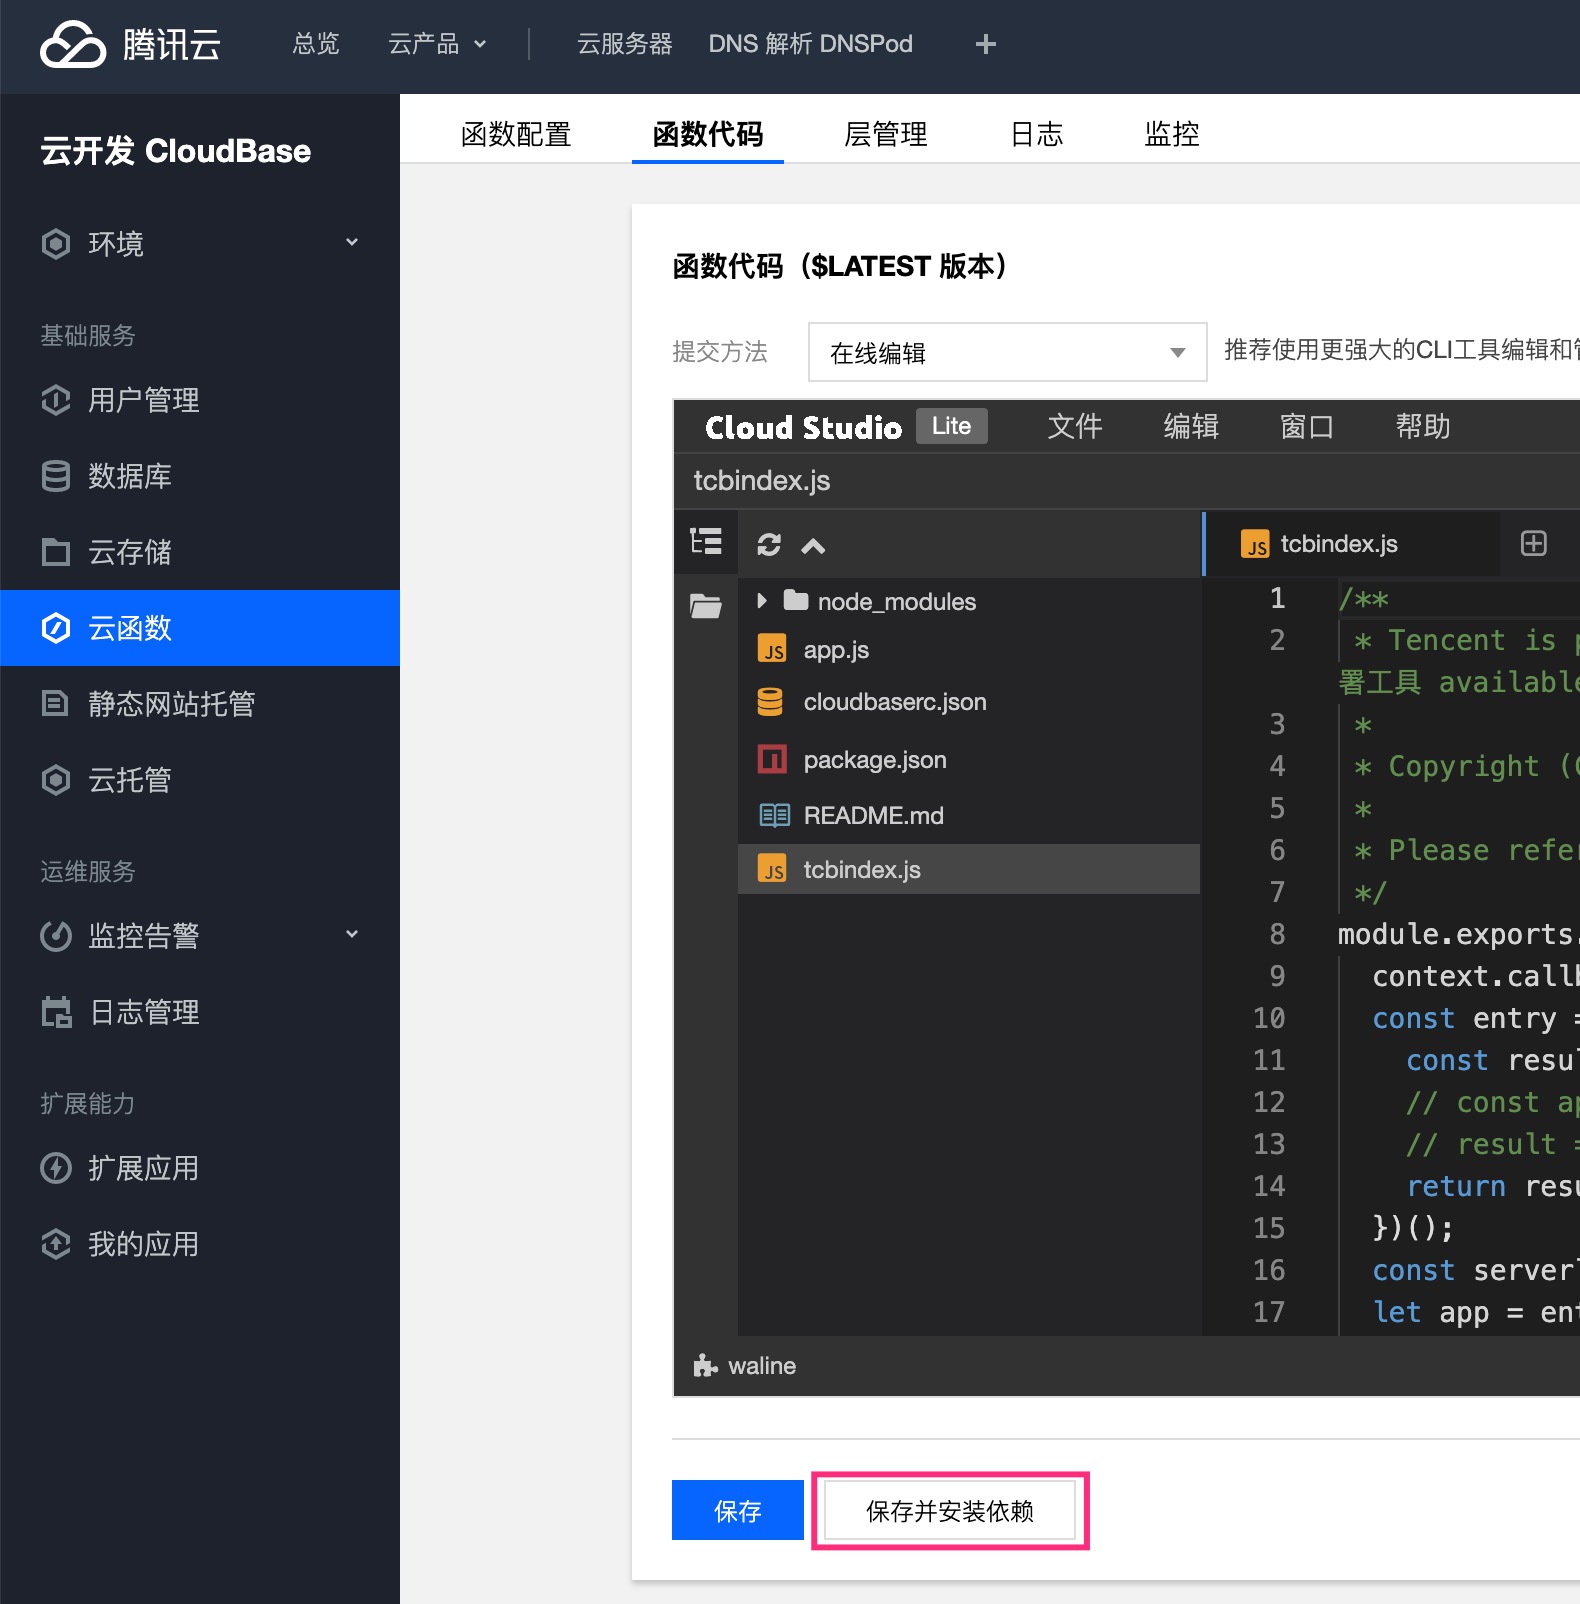 腾讯云 总览 云产品 云服务器 DNS 解析 DNSPod +
云开发 CloudBase
环境
基础服务
用户管理
数据库
云存储
云函数
静态网站托管
云托管
运维服务
监控告警
日志管理
扩展能力
扩展应用
我的应用
函数配置 函数代码 层管理 日志 监控
函数代码（$LATEST 版本）
提交方法 在线编辑 推荐使用更强大的CLI工具编辑和
Cloud Studio Lite 文件 编辑 窗口 帮助
tcbindex.js
node_modules
app.js
cloudbaserc.json
package.json
README.md
tcbindex.js
tcbindex.js
1 /**
2 * Tencent is
署工具 available
3 *
4 * Copyright (
5 *
6 * Please refer
7 */
8 module.exports.
9 context.callb
10 const entry =
11 const resul
12 // const ap
13 // result =
14 return resu
15 })();
16 const server
17 let app = ent
waline
保存 保存并安装依赖